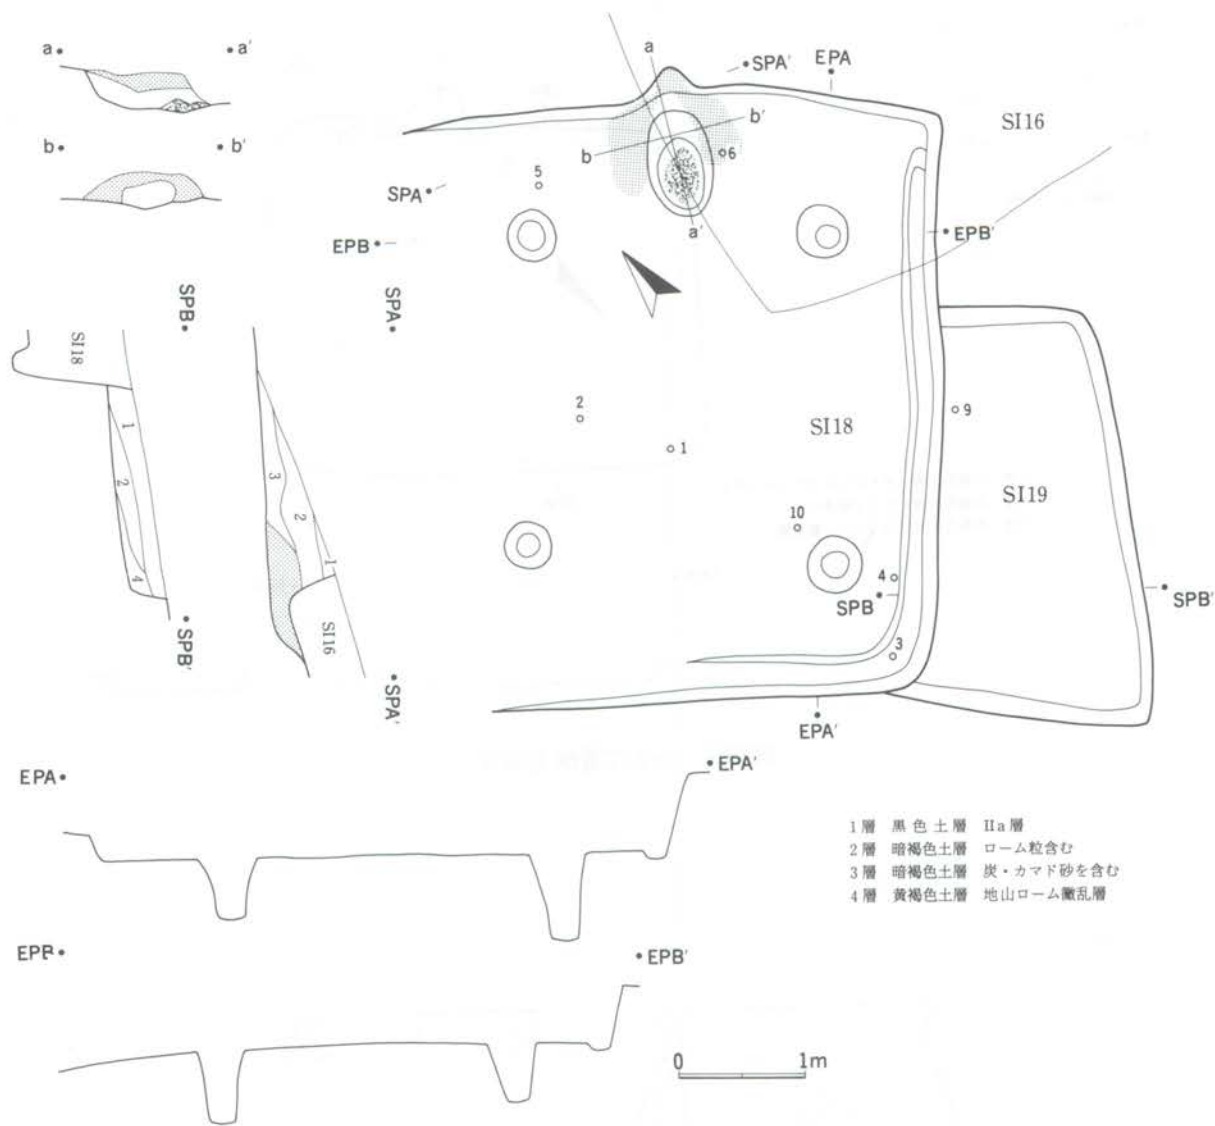 a a'
b b'
a
SPA'
EPA
SI16
b
b'
6
5
SPA
a'
EPB
EPB'
SPB
SPA
SI18
1
2
4
SPB'
3
2
1
SI16
SPA'
2
1
SI18
9
SI19
10
4
SPB
SPB'
3
EPA'
EPA EPA'
1層 黒色土層 IIa層
2層 暗褐色土層 ローム粒含む
3層 暗褐色土層 炭・カマド砂を含む
4層 黄褐色土層 地山ローム攪乱層
EPB EPB'
0 1m